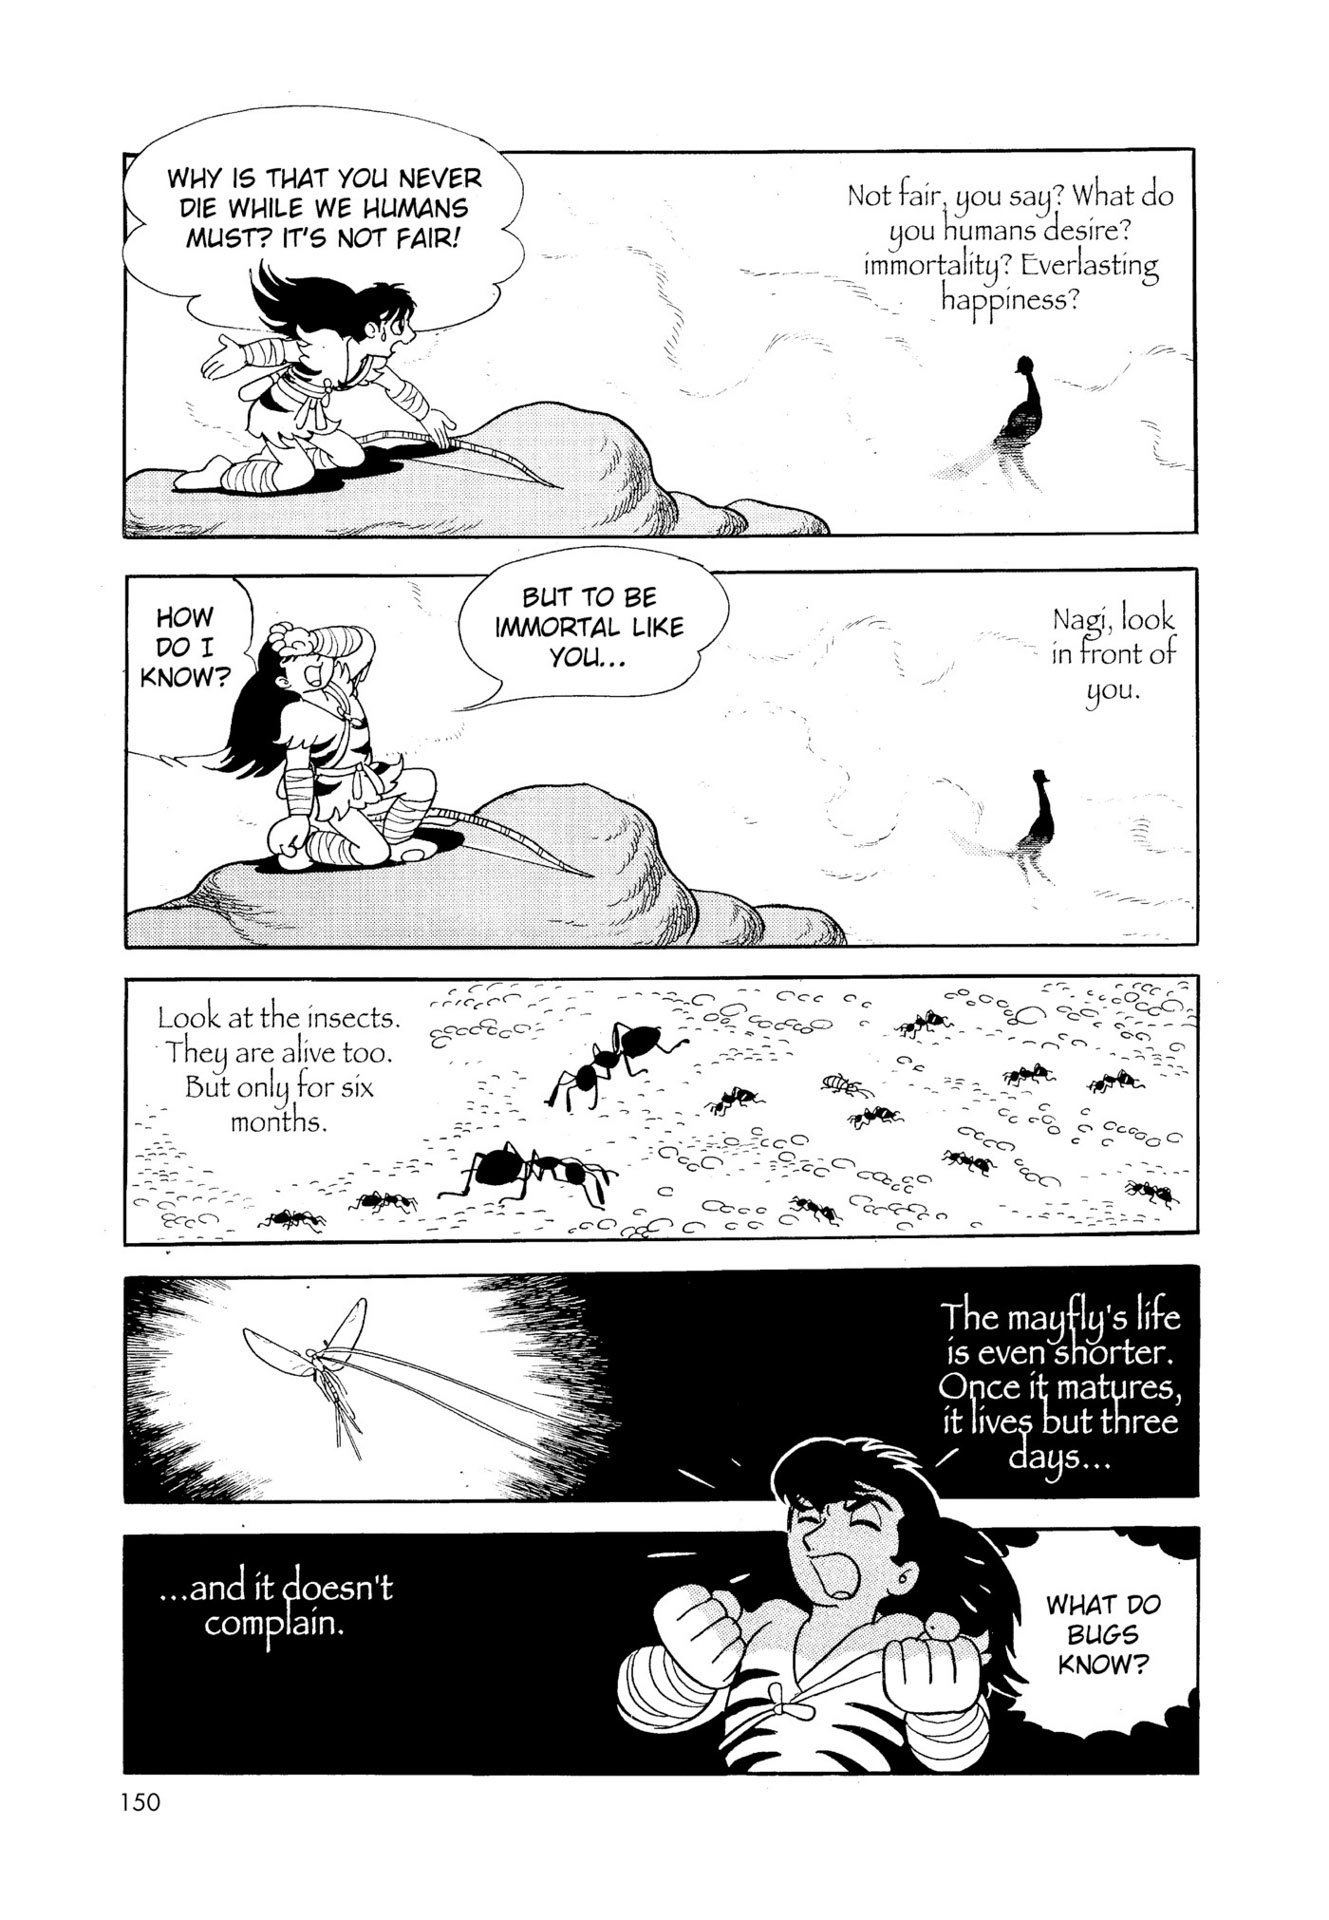 WHY IS THAT YOU NEVER
DIE WHILE WE HUMANS
MUST? IT'S NOT FAIR!
Not fair, you say? What do
you humans desire?
immortality? Everlasting
happiness?
HOW
DO I
KNOW?
BUT TO BE
IMMORTAL LIKE
YOU...
Nagi, look
in front of
you.
Look at the insects.
They are alive too.
But only for six
months.
The mayfly's life
is even shorter.
Once it matures,
it lives but three
days...
...and it doesn't
complain.
WHAT DO
BUGS
KNOW?
150